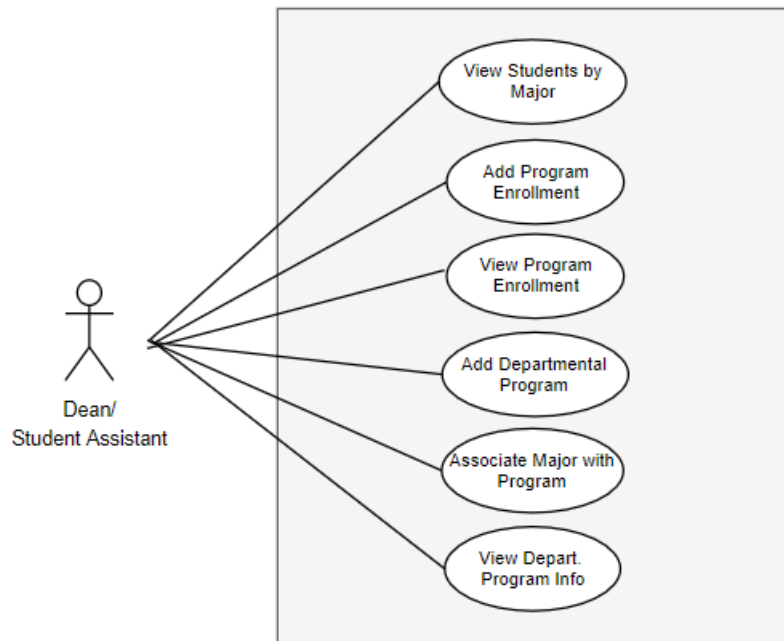 View Students by
Major
Add Program
Enrollment
View Program
Enrollment
Dean/
Student Assistant
Add Departmental
Program
Associate Major with
Program
View Depart.
Program Info